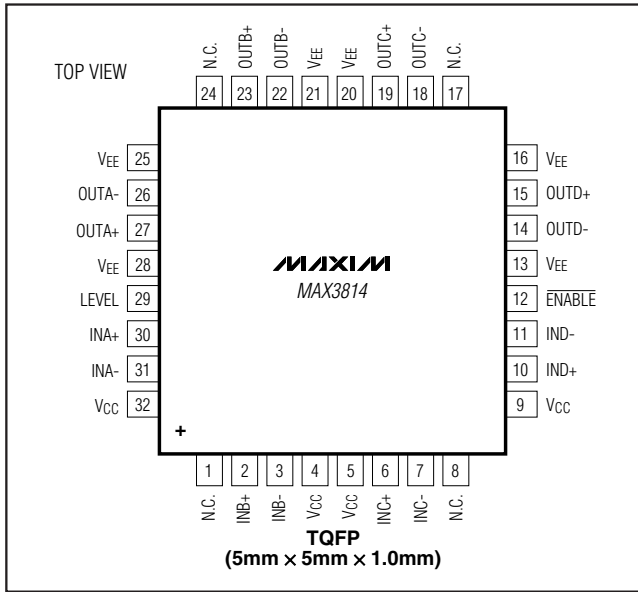 TOP VIEW
N.C.
OUTB+
OUTB-
VEE
VEE
OUTC+
OUTC-
N.C.
24 23 22 21 20 19 18 17
VEE 25
OUTA- 26
OUTA+ 27
VEE 28
LEVEL 29
INA+ 30
INA- 31
VCC 32
MAXIM
MAX3814
16 VEE
15 OUTD+
14 OUTD-
13 VEE
12 ENABLE
11 IND-
10 IND+
9 VCC
+
1 2 3 4 5 6 7 8
N.C.
INB+
INB-
VCC
VCC
INC+
INC-
N.C.
TQFP
(5mm × 5mm × 1.0mm)